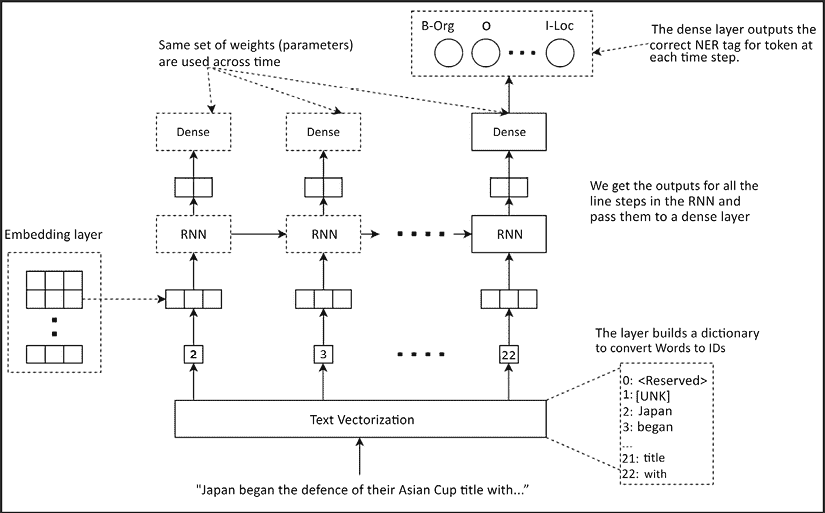 B-Org O I-Loc
The dense layer outputs the
correct NER tag for token at
each time step.
Same set of weights (parameters)
are used across time
Dense Dense Dense
We get the outputs for all the
line steps in the RNN and
pass them to a dense layer
Embedding layer
RNN RNN RNN
The layer builds a dictionary
to convert Words to IDs
2 3 22
0: <Reserved>
1: [UNK]
2: Japan
3: began
...
21: title
22: with
Text Vectorization
"Japan began the defence of their Asian Cup title with...”